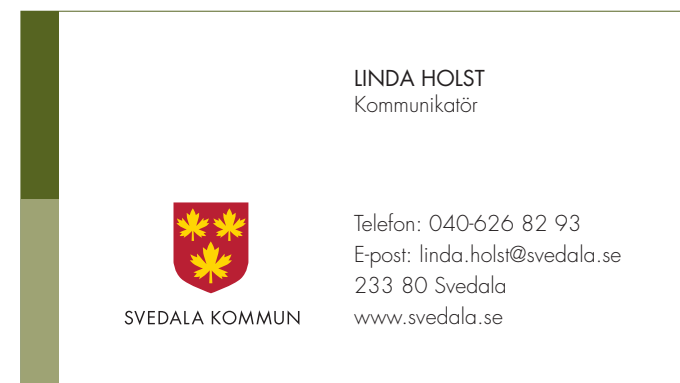 LINDA HOLST
Kommunikatör
SVEDALA KOMMUN
Telefon: 040-626 82 93
E-post: linda.holst@svedala.se
233 80 Svedala
www.svedala.se